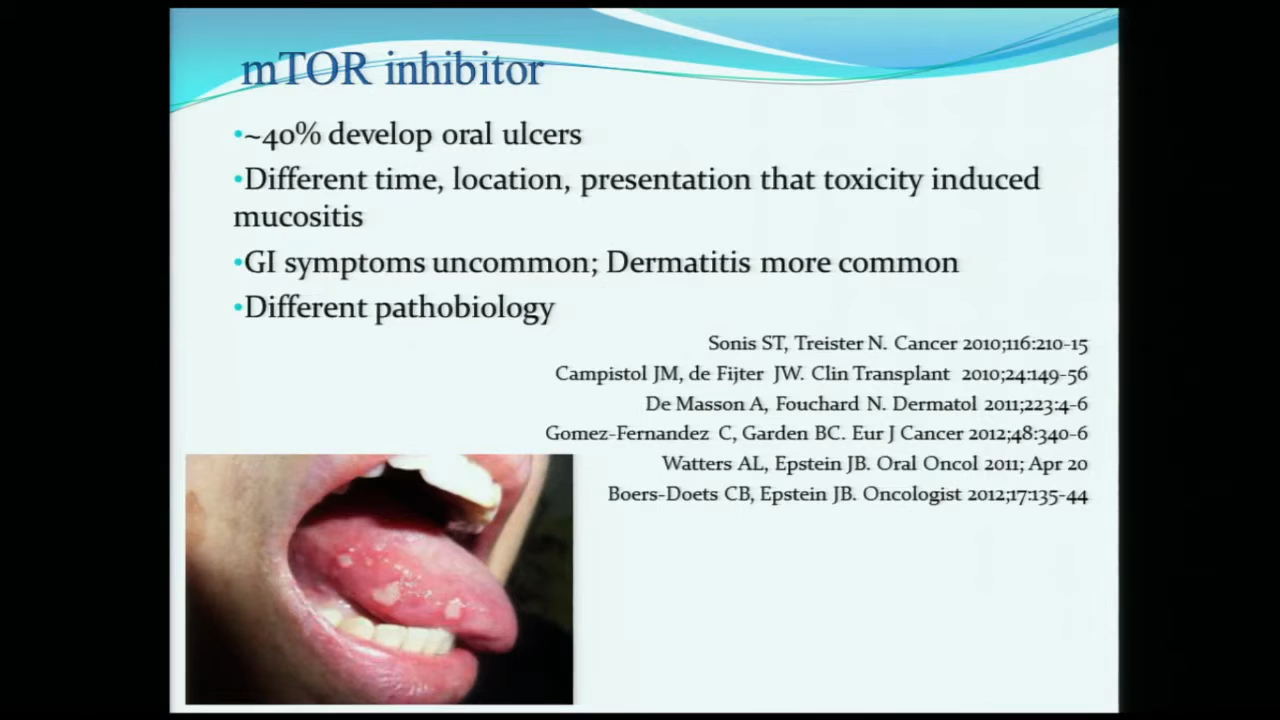 mTOR inhibitor
•~40% develop oral ulcers
•Different time, location, presentation that toxicity induced
mucositis
•GI symptoms uncommon; Dermatitis more common
•Different pathobiology
Sonis ST, Treister N. Cancer 2010;116:210-15
Campistol JM, de Fijter JW. Clin Transplant 2010;24:149-56
De Masson A, Fouchard N. Dermatol 2011;223:4-6
Gomez-Fernandez C, Garden BC. Eur J Cancer 2012;48:340-6
Watters AL, Epstein JB. Oral Oncol 2011; Apr 20
Boers-Doets CB, Epstein JB. Oncologist 2012;17:135-44